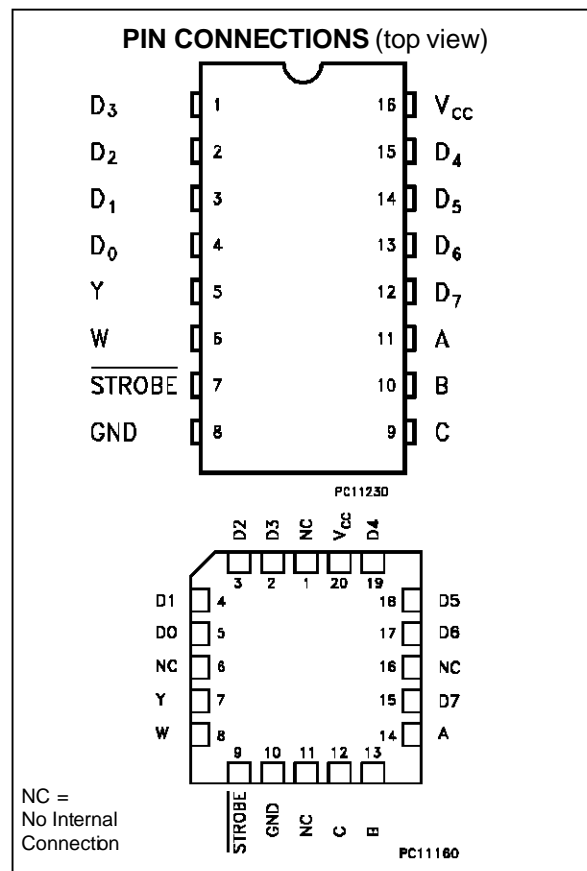 PIN CONNECTIONS (top view)
D3 1 16 VCC
D2 2 15 D4
D1 3 14 D5
D0 4 13 D6
Y 5 12 D7
W 6 11 A
STROBE 7 10 B
GND 8 9 C
PC11230
D2 D3 NC VCC D4
3 2 1 20 19
D1 4 18 D5
D0 5 17 D6
NC 6 16 NC
Y 7 15 D7
W 8 14 A
9 10 11 12 13
STROBE GND NC C B
NC =
No Internal
Connection
PC11160